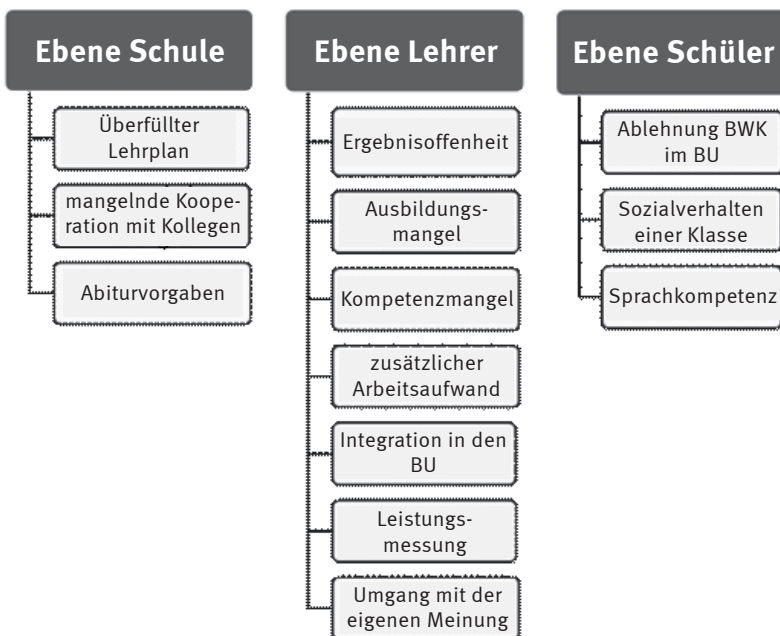 Ebene Schule
Überfüllter
Lehrplan
mangelnde Koope-
ration mit Kollegen
Abiturvorgaben
Ebene Lehrer
Ergebnisoffenheit
Ausbildungs-
mangel
Kompetenzmangel
zusätzlicher
Arbeitsaufwand
Integration in den
BU
Leistungs-
messung
Umgang mit der
eigenen Meinung
Ebene Schüler
Ablehnung BWK
im BU
Sozialverhalten
einer Klasse
Sprachkompetenz